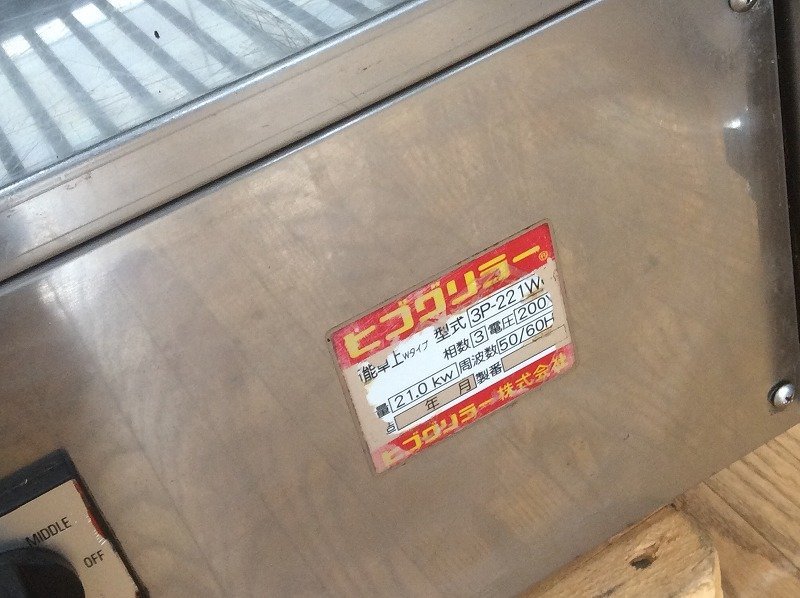 ヒゴグリラー®
万能卓上Wタイプ 型式 3P-221W
相数 3 電圧 200V
量 21.0 kw 周波数 50/60H
年 月 製番
ヒゴグリラー株式会社
MIDDLE
OFF